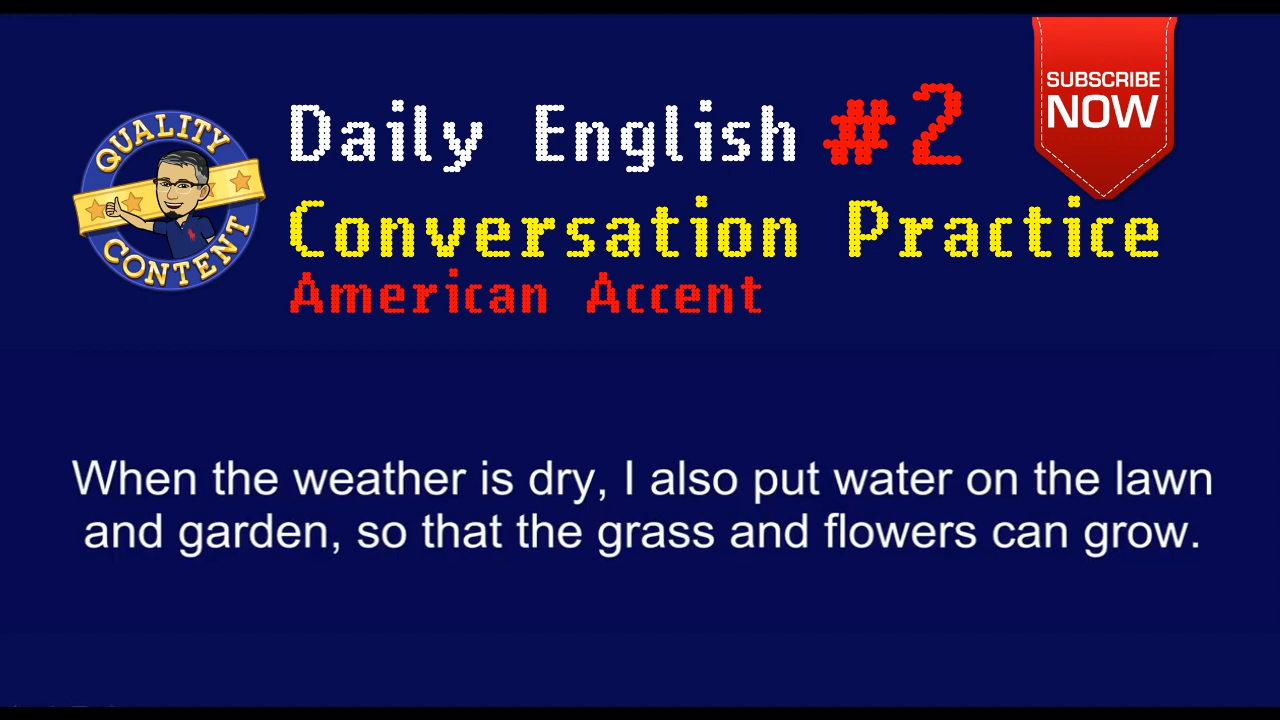 SUBSCRIBE
NOW
QUALITY
CONTENT
Daily English #2
Conversation Practice
American Accent
When the weather is dry, I also put water on the lawn
and garden, so that the grass and flowers can grow.